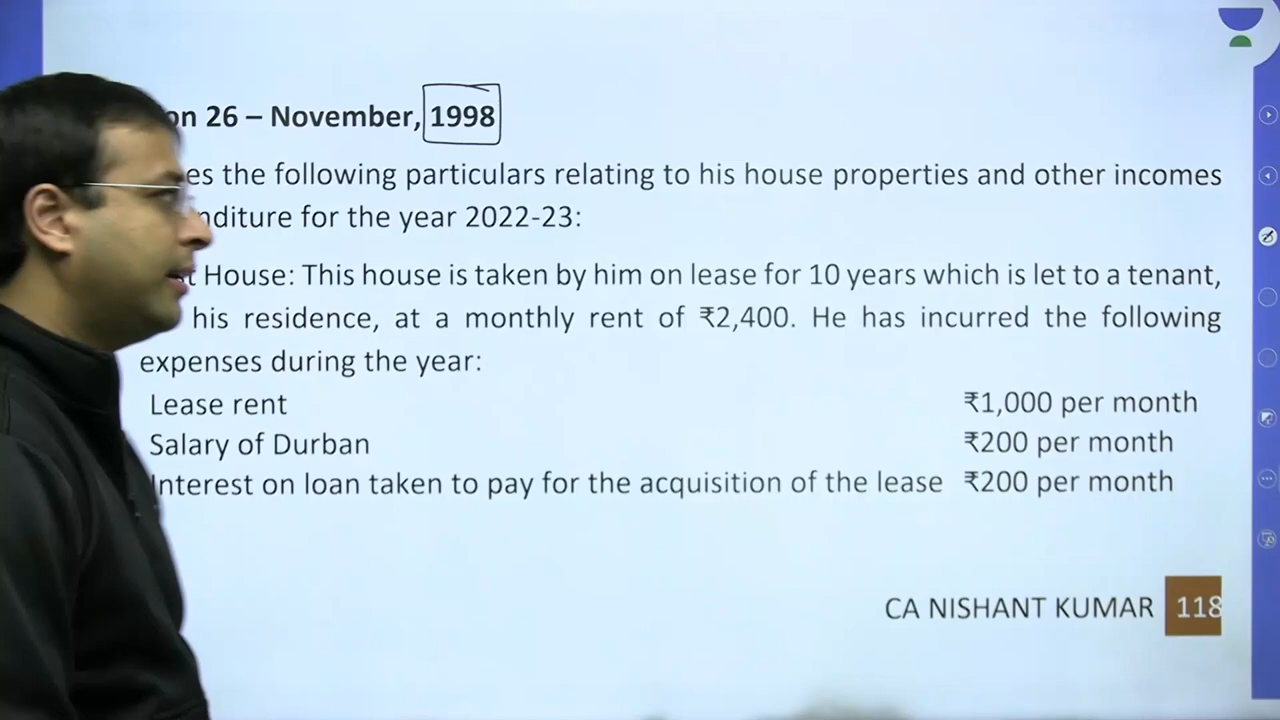 on 26 – November, 1998
es the following particulars relating to his house properties and other incomes
nditure for the year 2022-23:
House: This house is taken by him on lease for 10 years which is let to a tenant,
his residence, at a monthly rent of ₹2,400. He has incurred the following
expenses during the year:
Lease rent ₹1,000 per month
Salary of Durban ₹200 per month
Interest on loan taken to pay for the acquisition of the lease ₹200 per month
CA NISHANT KUMAR 118